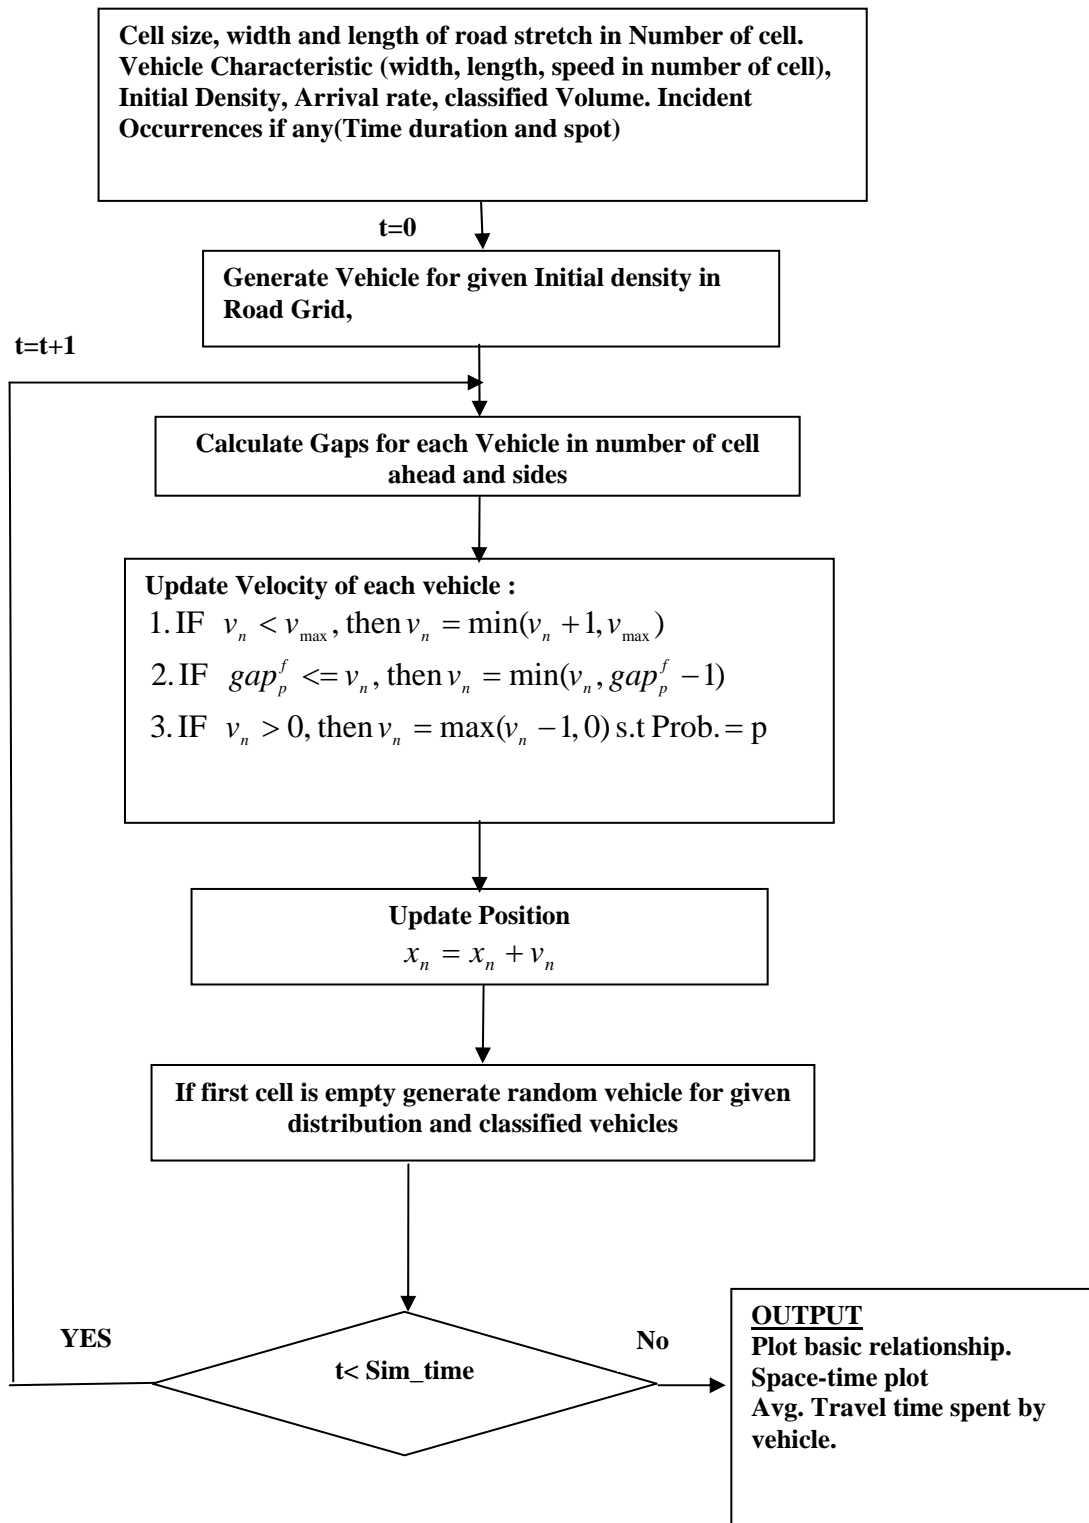 Cell size, width and length of road stretch in Number of cell.
Vehicle Characteristic (width, length, speed in number of cell),
Initial Density, Arrival rate, classified Volume. Incident
Occurrences if any(Time duration and spot)
t=0
Generate Vehicle for given Initial density in
Road Grid,
t=t+1
Calculate Gaps for each Vehicle in number of cell
ahead and sides
Update Velocity of each vehicle :
1. IF v_n < v_max, then v_n = min(v_n + 1, v_max)
2. IF gap_p^f <= v_n, then v_n = min(v_n, gap_p^f − 1)
3. IF v_n > 0, then v_n = max(v_n − 1, 0) s.t Prob. = p
Update Position
x_n = x_n + v_n
If first cell is empty generate random vehicle for given
distribution and classified vehicles
YES
t< Sim_time
No
OUTPUT
Plot basic relationship.
Space-time plot
Avg. Travel time spent by
vehicle.